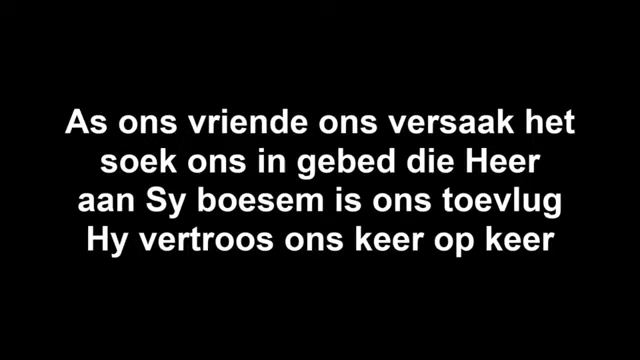 As ons vriende ons versaak het
soek ons in gebed die Heer
aan Sy boesem is ons toevlug
Hy vertroos ons keer op keer